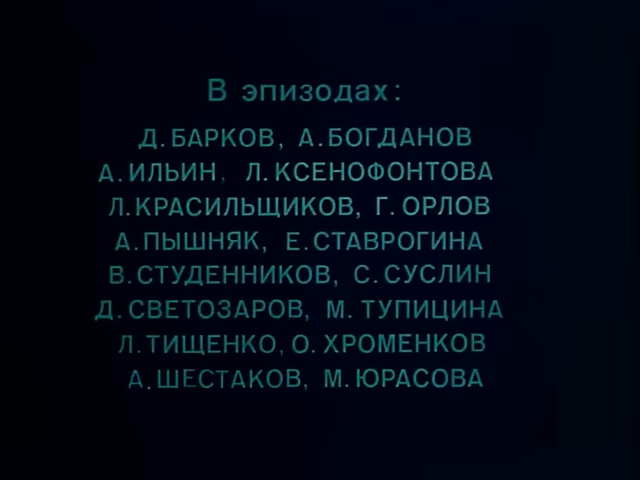 В эпизодах:
Д. БАРКОВ, А. БОГДАНОВ
А. ИЛЬИН, Л. КСЕНОФОНТОВА
Л. КРАСИЛЬЩИКОВ, Г. ОРЛОВ
А. ПЫШНЯК, Е. СТАВРОГИНА
В. СТУДЕННИКОВ, С. СУСЛИН
Д. СВЕТОЗАРОВ, М. ТУПИЦИНА
Л. ТИЩЕНКО, О. ХРОМЕНКОВ
А. ШЕСТАКОВ, М. ЮРАСОВА